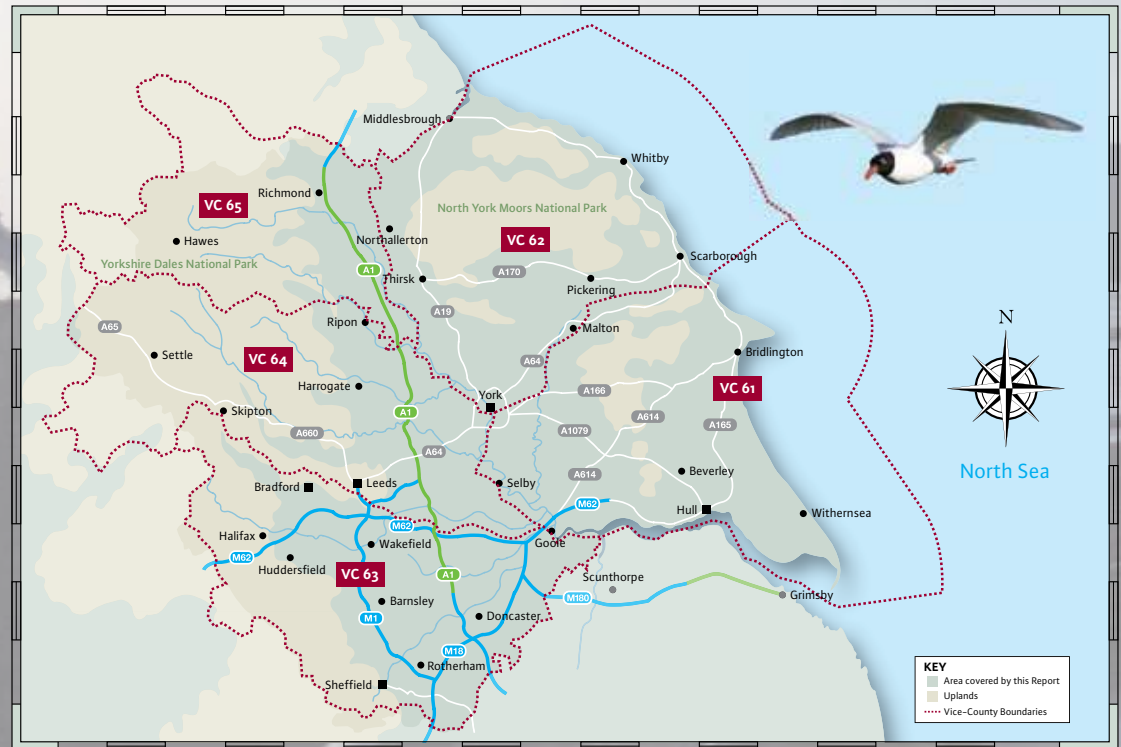 Middlesbrough
Whitby
Richmond
VC 65
North York Moors National Park
Northallerton
VC 62
Hawes
Scarborough
Yorkshire Dales National Park
A1
Thirsk
A170
Pickering
A19
Ripon
Malton
A65
Settle
VC 64
A64
Bridlington
Harrogate
York
A166
VC 61
Skipton
A1
A614
A660
A1079
A165
A64
Bradford
Leeds
Selby
A614
Beverley
M62
Hull
Withernsea
Halifax
M62
Wakefield
Goole
M62
Huddersfield
VC 63
A1
Scunthorpe
Grimsby
Barnsley
M180
M1
Doncaster
M18
Rotherham
Sheffield
N
North Sea
KEY
Area covered by this Report
Uplands
Vice-County Boundaries